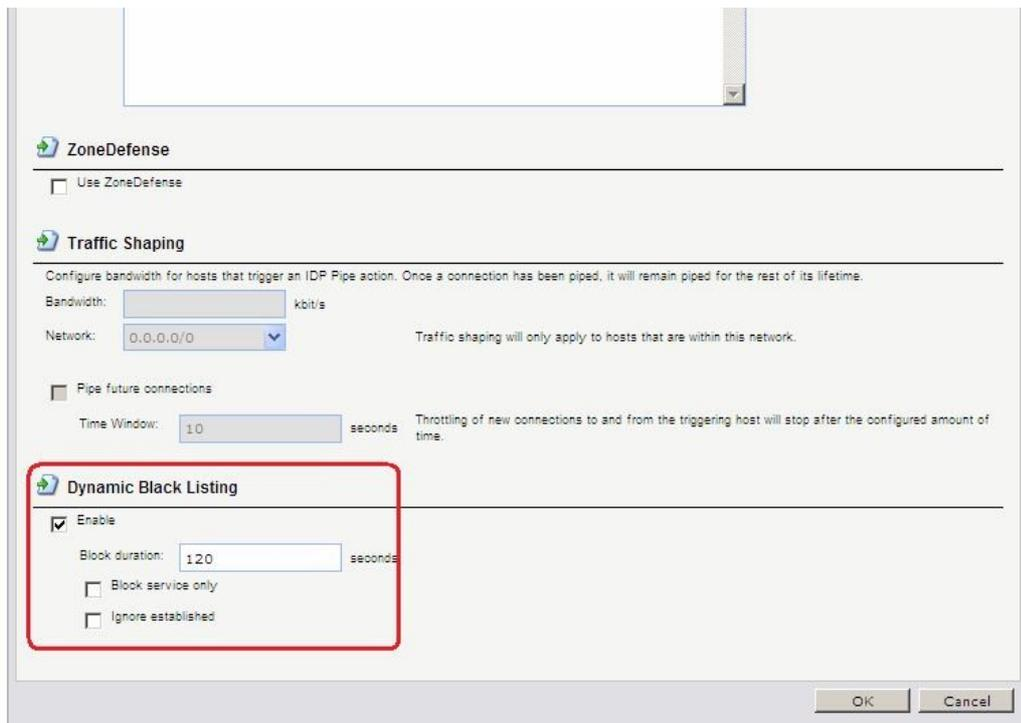 ZoneDefense
Use ZoneDefense
Traffic Shaping
Configure bandwidth for hosts that trigger an IDP Pipe action. Once a connection has been piped, it will remain piped for the rest of its lifetime.
Bandwidth: kbit/s
Network: 0.0.0.0/0 Traffic shaping will only apply to hosts that are within this network.
Pipe future connections
Time Window: 10 seconds Throttling of new connections to and from the triggering host will stop after the configured amount of
time.
Dynamic Black Listing
Enable
Block duration: 120 seconds
Block service only
Ignore established
OK Cancel